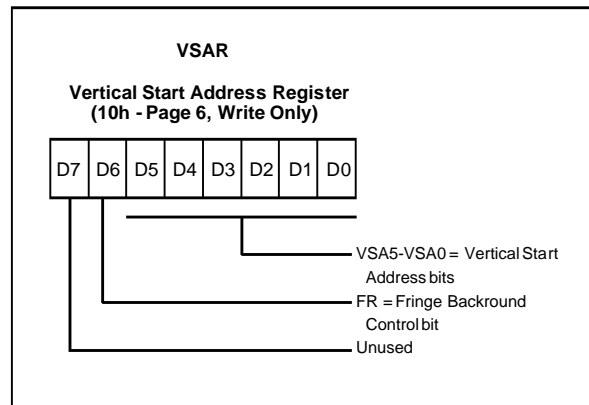 VSAR
Vertical Start Address Register
(10h - Page 6, Write Only)
D7 D6 D5 D4 D3 D2 D1 D0
VSA5-VSA0 = Vertical Start
Address bits
FR = Fringe Backround
Control bit
Unused